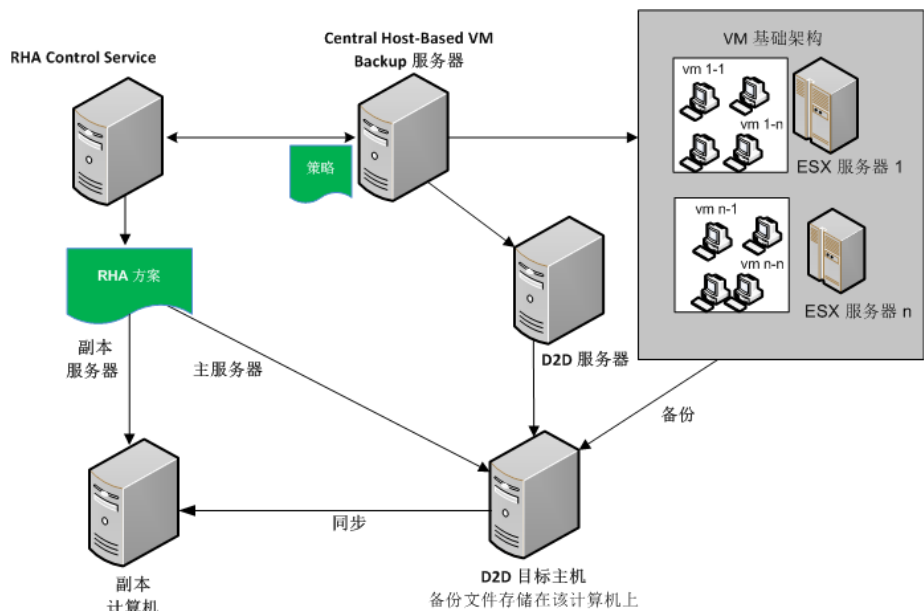 RHA Control Service
Central Host-Based VM
Backup 服务器
VM 基础架构
vm 1-1
vm 1-n
ESX 服务器 1
策略
vm n-1
vm n-n
ESX 服务器 n
RHA 方案
副本
服务器
主服务器
D2D 服务器
备份
同步
副本
计算机
D2D 目标主机
备份文件存储在该计算机上